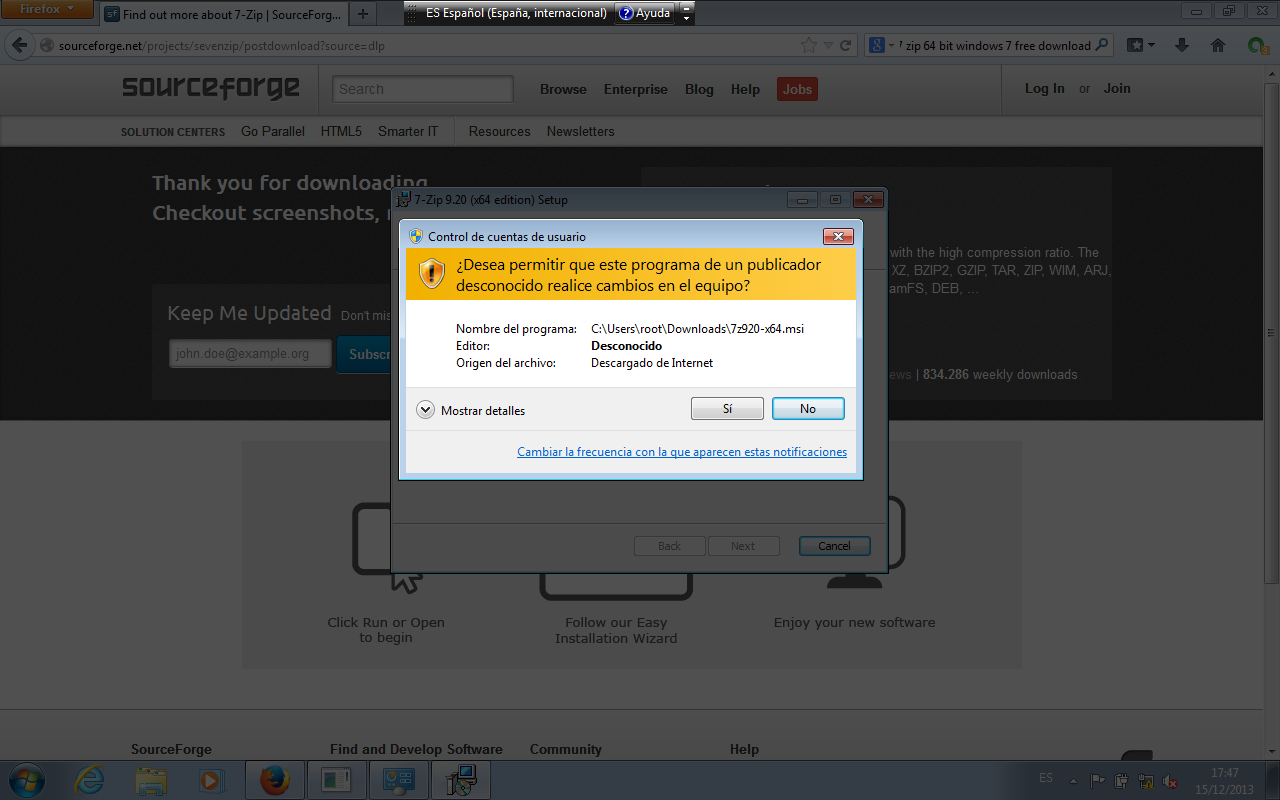 Firefox
Find out more about 7-Zip | SourceForg...
ES Español (España, internacional)
Ayuda
sourceforge.net/projects/sevenzip/postdownload?source=dlp
zip 64 bit windows 7 free download
sourceforge
Search
Browse
Enterprise
Blog
Help
Jobs
Log In
or
Join
SOLUTION CENTERS
Go Parallel
HTML5
Smarter IT
Resources
Newsletters
Thank you for downloading
Checkout screenshots,
7-Zip 9.20 (x64 edition) Setup
Control de cuentas de usuario
¿Desea permitir que este programa de un publicador
desconocido realice cambios en el equipo?
with the high compression ratio. The
XZ, BZIP2, GZIP, TAR, ZIP, WIM, ARJ,
amFS, DEB, ...
Keep Me Updated
Don't mis
john.doe@example.org
Subscr
Nombre del programa:
C:\Users\root\Downloads\7z920-x64.msi
Editor:
Desconocido
Origen del archivo:
Descargado de Internet
ews | 834.286 weekly downloads
Mostrar detalles
Sí
No
Cambiar la frecuencia con la que aparecen estas notificaciones
Back
Next
Cancel
Click Run or Open
to begin
Follow our Easy
Installation Wizard
Enjoy your new software
SourceForge
Find and Develop Software
Community
Help
ES
17:47
15/12/2013